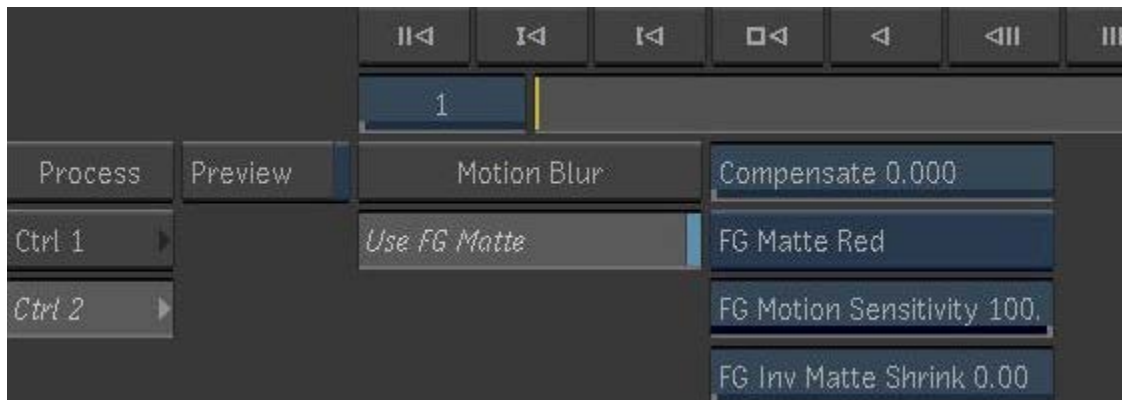 1
Process Preview Motion Blur Compensate 0.000
Ctrl 1 Use FG Matte FG Matte Red
Ctrl 2 FG Motion Sensitivity 100.
FG Inv Matte Shrink 0.00